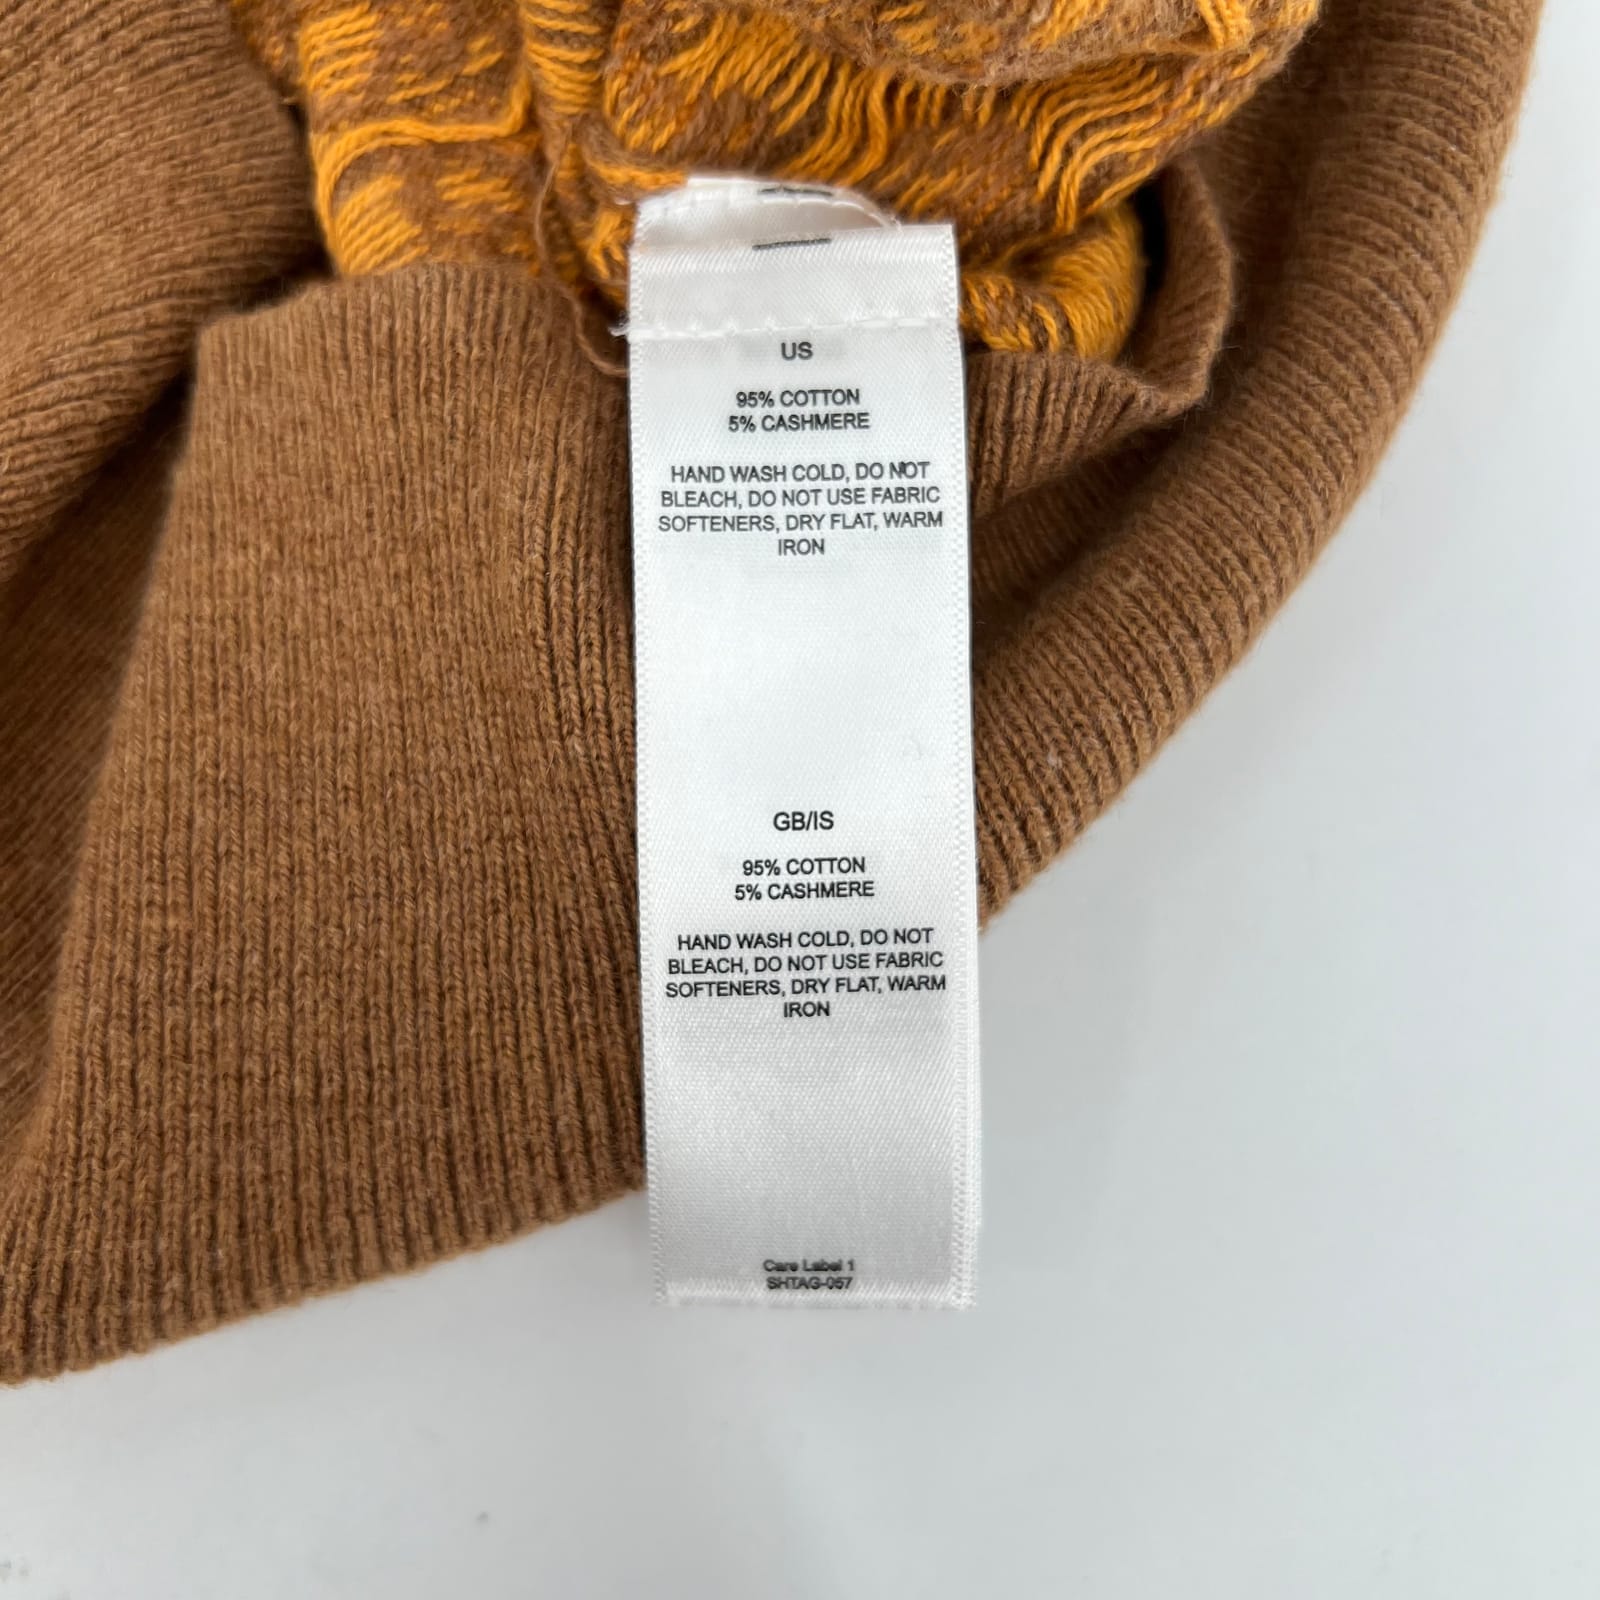 US
95% COTTON
5% CASHMERE
HAND WASH COLD, DO NOT
BLEACH, DO NOT USE FABRIC
SOFTENERS, DRY FLAT, WARM
IRON
GB/IS
95% COTTON
5% CASHMERE
HAND WASH COLD, DO NOT
BLEACH, DO NOT USE FABRIC
SOFTENERS, DRY FLAT, WARM
IRON
Care Label 1
SHTAG-057